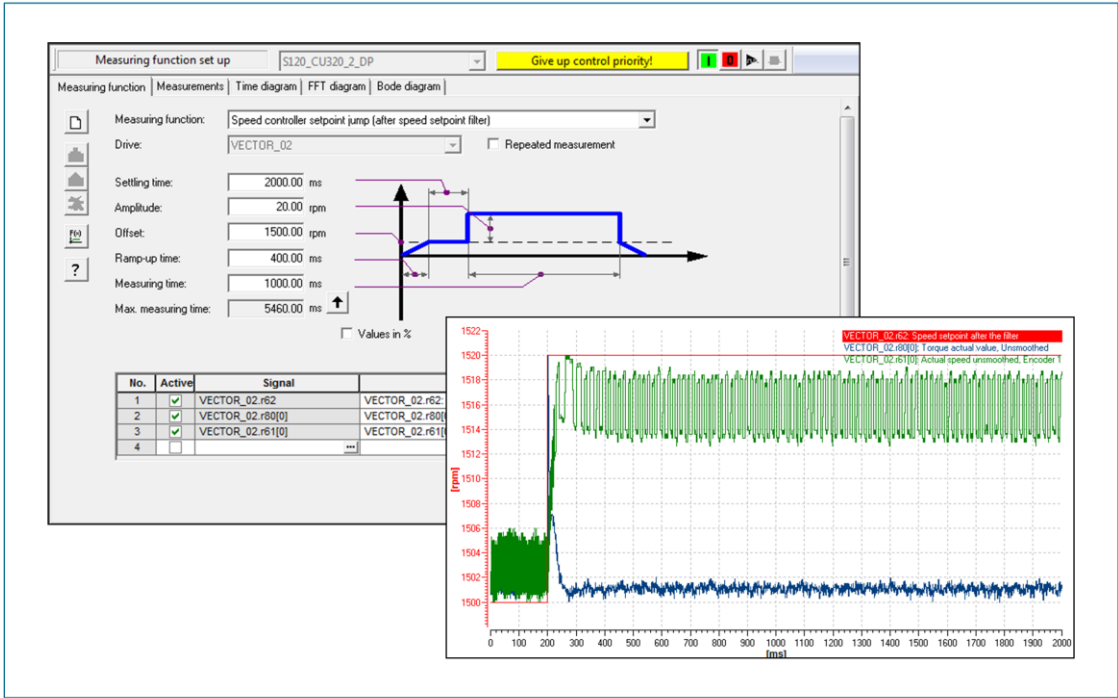 Measuring function set up S120_CU320_2_DP Give up control priority!
Measuring function Measurements Time diagram FFT diagram Bode diagram
Measuring function: Speed controller setpoint jump (after speed setpoint filter)
Drive: VECTOR_02 Repeated measurement
Settling time: 2000.00 ms
Amplitude: 20.00 rpm
Offset: 1500.00 rpm
Ramp-up time: 400.00 ms
Measuring time: 1000.00 ms
Max. measuring time: 5460.00 ms
Values in %
?
No. Active Signal
1 VECTOR_02.r62 VECTOR_02.r62:
2 VECTOR_02.r80[0] VECTOR_02.r80[
3 VECTOR_02.r61[0] VECTOR_02.r61[
4 ...
VECTOR_02.r62: Speed setpoint after the filter
VECTOR_02.r80[0]: Torque actual value, Unsmoothed
VECTOR_02.r61[0]: Actual speed unsmoothed, Encoder 1
1522
1520
1518
1516
1514
1512
1510
1508
1506
1504
1502
1500
[rpm]
0 100 200 300 400 500 600 700 800 900 1000 1100 1200 1300 1400 1500 1600 1700 1800 1900 2000
[ms]